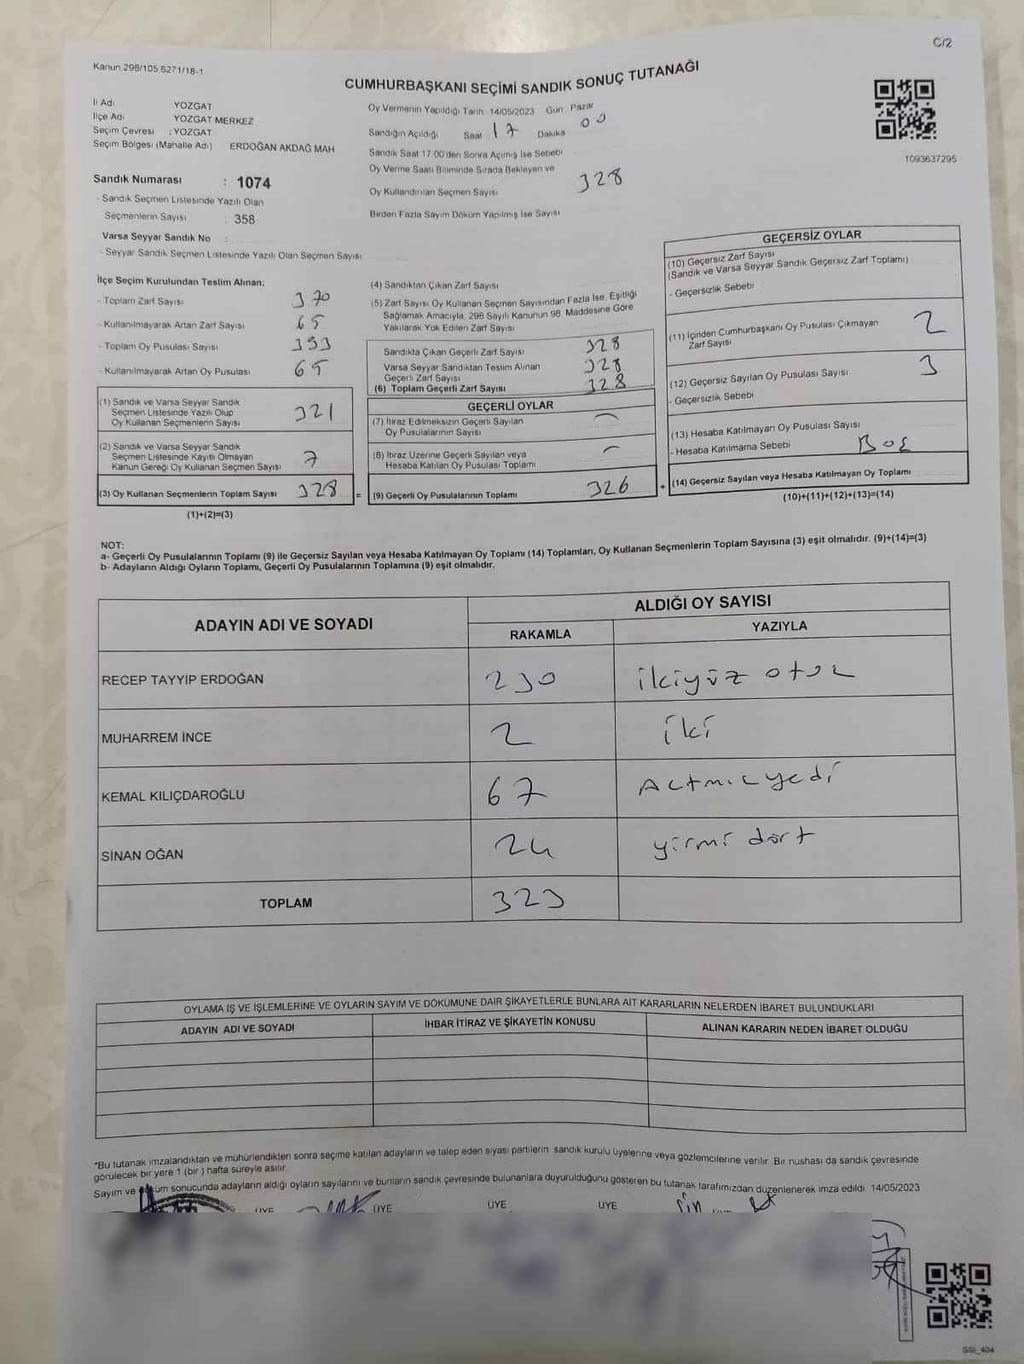 C/2
Kanun.298/105.6271/18-1
CUMHURBAŞKANI SEÇİMİ SANDIK SONUÇ TUTANAĞI
İl Adı YOZGAT
İlçe Adı YOZGAT MERKEZ
Seçim Çevresi : YOZGAT
Seçim Bölgesi (Mahalle Adı) ERDOĞAN AKDAĞ MAH
Sandık Numarası : 1074
- Sandık Seçmen Listesinde Yazılı Olan
Seçmenlerin Sayısı 358
Varsa Seyyar Sandık No :
- Seyyar Sandık Seçmen Listesinde Yazılı Olan Seçmen Sayısı
Oy Vermenin Yapıldığı Tarih 14/05/2023 Gün: Pazar
Sandığın Açıldığı Saat 17 Dakika 00
Sandık Saat 17 00'den Sonra Açılmış İse Sebebi
Oy Verme Saati Bitiminde Sırada Bekleyen ve
Oy Kullandırılan Seçmen Sayısı 328
Birden Fazla Sayım Döküm Yapılmış İse Sayısı
1093637295
İlçe Seçim Kurulundan Teslim Alınan;
- Toplam Zarf Sayısı 370
- Kullanılmayarak Artan Zarf Sayısı 65
- Toplam Oy Pusulası Sayısı 393
- Kullanılmayarak Artan Oy Pusulası 65
(1) Sandık ve Varsa Seyyar Sandık
Seçmen Listesinde Yazılı Olup
Oy Kullanan Seçmenlerin Sayısı 321
(2) Sandık ve Varsa Seyyar Sandık
Seçmen Listesinde Kayıtlı Olmayan
Kanun Gereği Oy Kullanan Seçmen Sayısı 7
(3) Oy Kullanan Seçmenlerin Toplam Sayısı 328 =
(1)+(2)=(3)
(4) Sandıktan Çıkan Zarf Sayısı
(5) Zarf Sayısı Oy Kullanan Seçmen Sayısından Fazla İse, Eşitliği
Sağlamak Amacıyla, 298 Sayılı Kanunun 98. Maddesine Göre
Yakılarak Yok Edilen Zarf Sayısı
Sandıkta Çıkan Geçerli Zarf Sayısı 328
Varsa Seyyar Sandıktan Teslim Alınan
Geçerli Zarf Sayısı 328
(6) Toplam Geçerli Zarf Sayısı 328
GEÇERLİ OYLAR
(7) İtiraz Edilmeksizin Geçerli Sayılan
Oy Pusulalarının Sayısı —
(8) İtiraz Üzerine Geçerli Sayılan veya
Hesaba Katılan Oy Pusulası Toplamı —
(9) Geçerli Oy Pusulalarının Toplamı 326 +
GEÇERSİZ OYLAR
(10) Geçersiz Zarf Sayısı
(Sandık ve Varsa Seyyar Sandık Geçersiz Zarf Toplamı)
- Geçersizlik Sebebi
(11) İçinden Cumhurbaşkanı Oy Pusulası Çıkmayan
Zarf Sayısı 2
(12) Geçersiz Sayılan Oy Pusulası Sayısı 3
- Geçersizlik Sebebi
(13) Hesaba Katılmayan Oy Pusulası Sayısı
- Hesaba Katılmama Sebebi Boş
(14) Geçersiz Sayılan veya Hesaba Katılmayan Oy Toplamı
(10)+(11)+(12)+(13)=(14)
NOT:
a- Geçerli Oy Pusulalarının Toplamı (9) ile Geçersiz Sayılan veya Hesaba Katılmayan Oy Toplamı (14) Toplamları, Oy Kullanan Seçmenlerin Toplam Sayısına (3) eşit olmalıdır. (9)+(14)=(3)
b- Adayların Aldığı Oyların Toplamı, Geçerli Oy Pusulalarının Toplamına (9) eşit olmalıdır.
ADAYIN ADI VE SOYADI
ALDIĞI OY SAYISI
RAKAMLA YAZIYLA
RECEP TAYYİP ERDOĞAN 230 ikiyüz otuz
MUHARREM İNCE 2 iki
KEMAL KILIÇDAROĞLU 67 Altmışyedi
SİNAN OĞAN 24 yirmi dört
TOPLAM 323
OYLAMA İŞ VE İŞLEMLERİNE VE OYLARIN SAYIM VE DÖKÜMÜNE DAİR ŞİKAYETLERLE BUNLARA AİT KARARLARIN NELERDEN İBARET BULUNDUKLARI
ADAYIN ADI VE SOYADI İHBAR İTİRAZ VE ŞİKAYETİN KONUSU ALINAN KARARIN NEDEN İBARET OLDUĞU
*Bu tutanak imzalandıktan ve mühürlendikten sonra seçime katılan adayların ve talep eden siyasi partilerin sandık kurulu üyelerine veya gözlemcilerine verilir. Bir nüshası da sandık çevresinde
görülecek bir yere 1 (bir) hafta süreyle asılır.
Sayım ve döküm sonucunda adayların aldığı oyların sayılarını ve bunların sandık çevresinde bulunanlara duyurulduğunu gösteren bu tutanak tarafımızdan düzenlenerek imza edildi 14/05/2023
ÜYE ÜYE ÜYE ÜYE
SSI_404